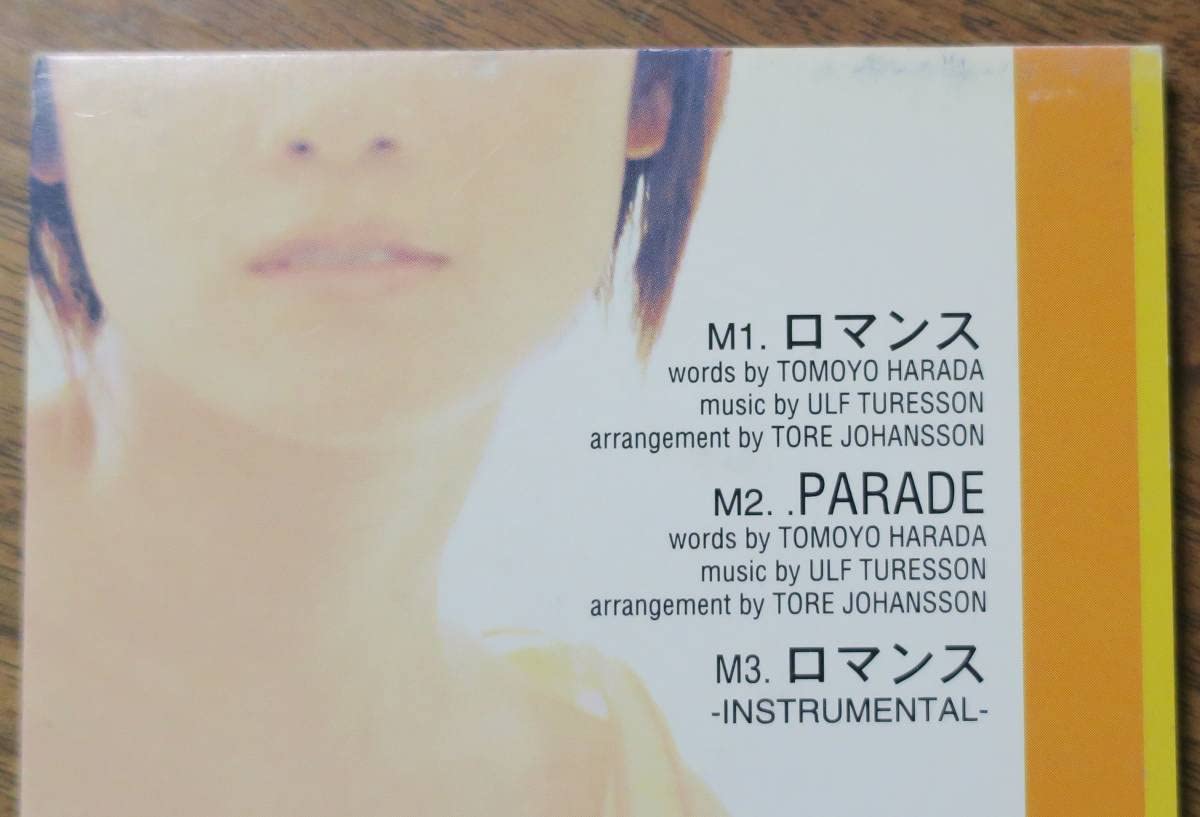 M1. ロマンス
words by TOMOYO HARADA
music by ULF TURESSON
arrangement by TORE JOHANSSON
M2. .PARADE
words by TOMOYO HARADA
music by ULF TURESSON
arrangement by TORE JOHANSSON
M3. ロマンス
-INSTRUMENTAL-